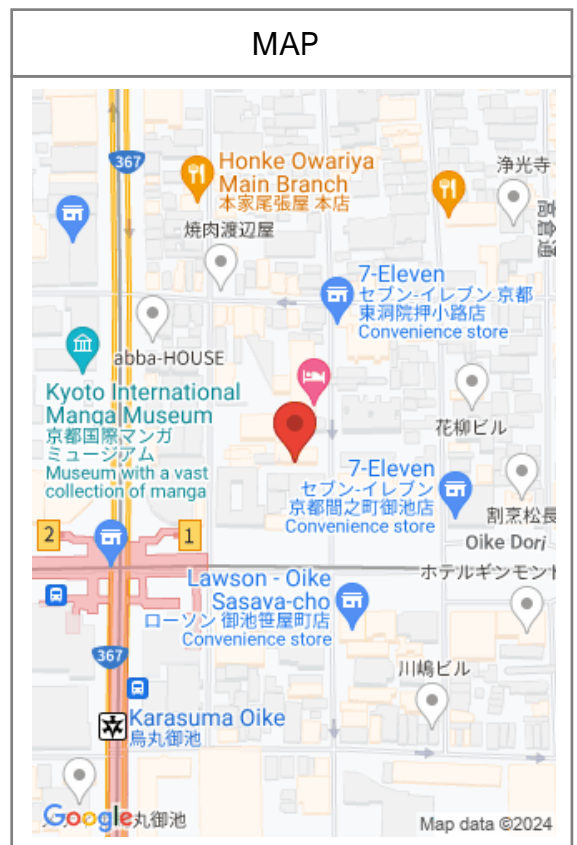 MAP
367
Honke Owariya
Main Branch
本家尾張屋 本店
浄光寺
高倉通
焼肉渡辺屋
7-Eleven
セブン-イレブン 京都
東洞院押小路店
Convenience store
abba-HOUSE
Kyoto International
Manga Museum
京都国際マンガ
ミュージアム
Museum with a vast
collection of manga
花柳ビル
7-Eleven
セブン-イレブン
京都間之町御池店
Convenience store
割烹松長
2
1
Oike Dori
ホテルギンモンド
Lawson - Oike
Sasaya-cho
ローソン 御池笹屋町店
Convenience store
367
川嶋ビル
Karasuma Oike
烏丸御池
丸御池
Google
Map data ©2024